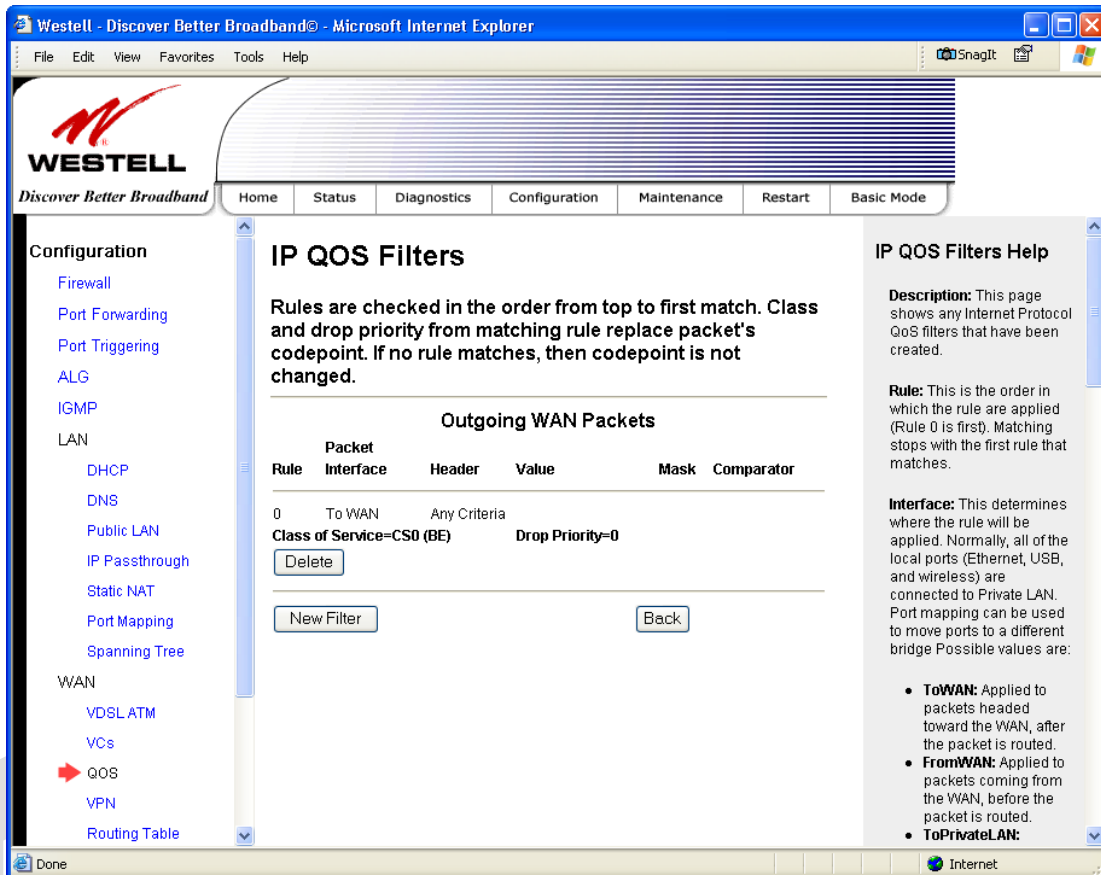 Westell - Discover Better Broadband© - Microsoft Internet Explorer
File Edit View Favorites Tools Help
SnagIt
WESTELL
®
Discover Better Broadband
Home Status Diagnostics Configuration Maintenance Restart Basic Mode
Configuration
Firewall
Port Forwarding
Port Triggering
ALG
IGMP
LAN
DHCP
DNS
Public LAN
IP Passthrough
Static NAT
Port Mapping
Spanning Tree
WAN
VDSL ATM
VCs
QOS
VPN
Routing Table
IP QOS Filters
Rules are checked in the order from top to first match. Class
and drop priority from matching rule replace packet's
codepoint. If no rule matches, then codepoint is not
changed.
Outgoing WAN Packets
Rule Packet Interface Header Value Mask Comparator
0 To WAN Any Criteria
Class of Service=CS0 (BE) Drop Priority=0
Delete
New Filter Back
IP QOS Filters Help
Description: This page
shows any Internet Protocol
QoS filters that have been
created.
Rule: This is the order in
which the rule are applied
(Rule 0 is first). Matching
stops with the first rule that
matches.
Interface: This determines
where the rule will be
applied. Normally, all of the
local ports (Ethernet, USB,
and wireless) are
connected to Private LAN.
Port mapping can be used
to move ports to a different
bridge Possible values are:
• ToWAN: Applied to
packets headed
toward the WAN, after
the packet is routed.
• FromWAN: Applied to
packets coming from
the WAN, before the
packet is routed.
• ToPrivateLAN:
Done
Internet